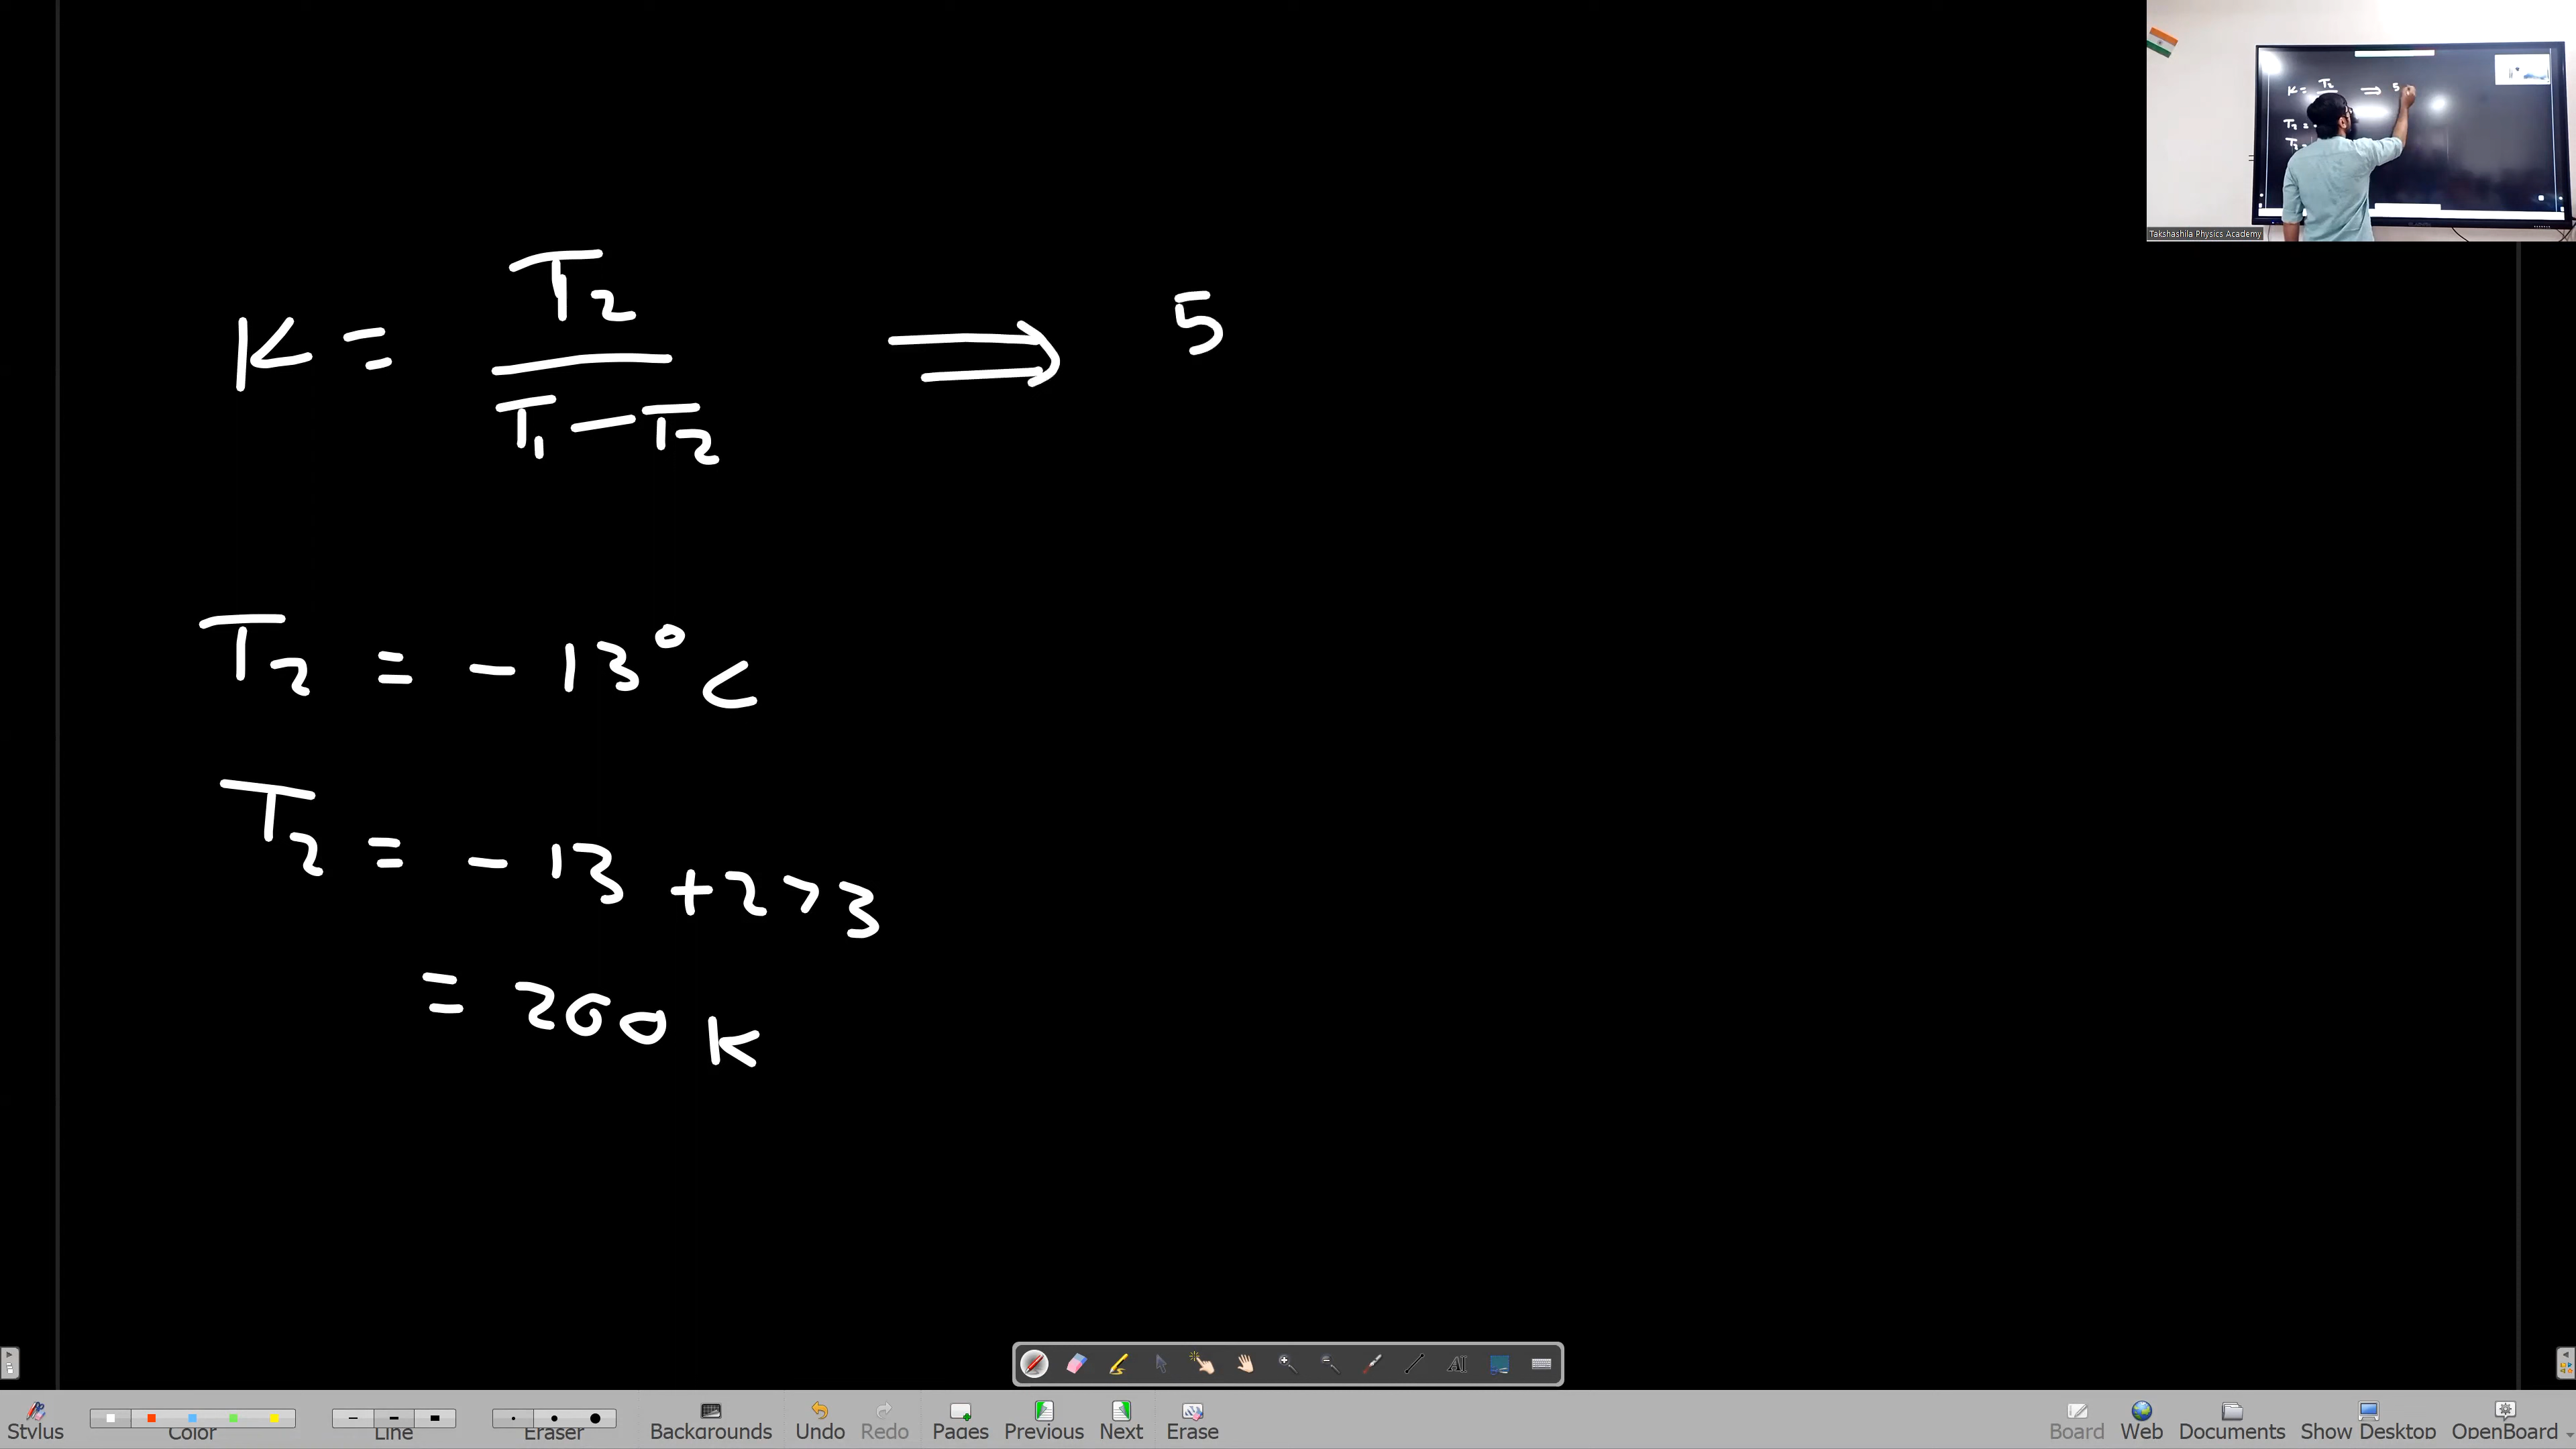 Takshashila Physics Academy
K = T₂ / (T₁ − T₂) ⟹ 5
T₂ = − 13° C
T₂ = − 13 + 273
= 260 K
Stylus Color Line Eraser Backgrounds Undo Redo Pages Previous Next Erase Board Web Documents Show Desktop OpenBoard